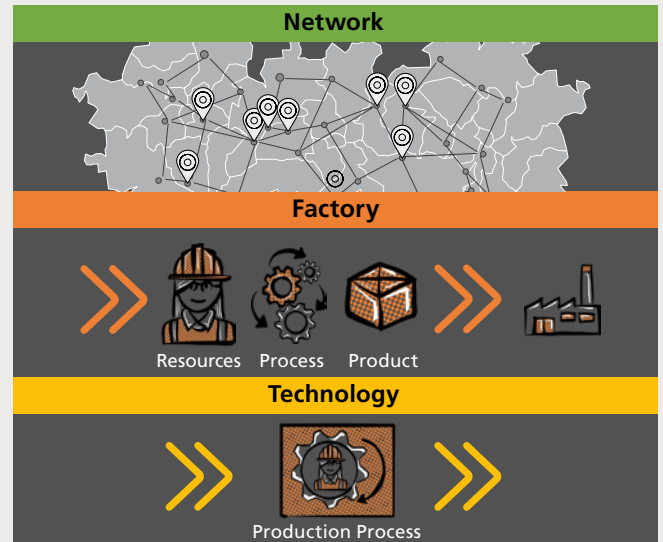 Network
Factory
Resources Process Product
Technology
Production Process